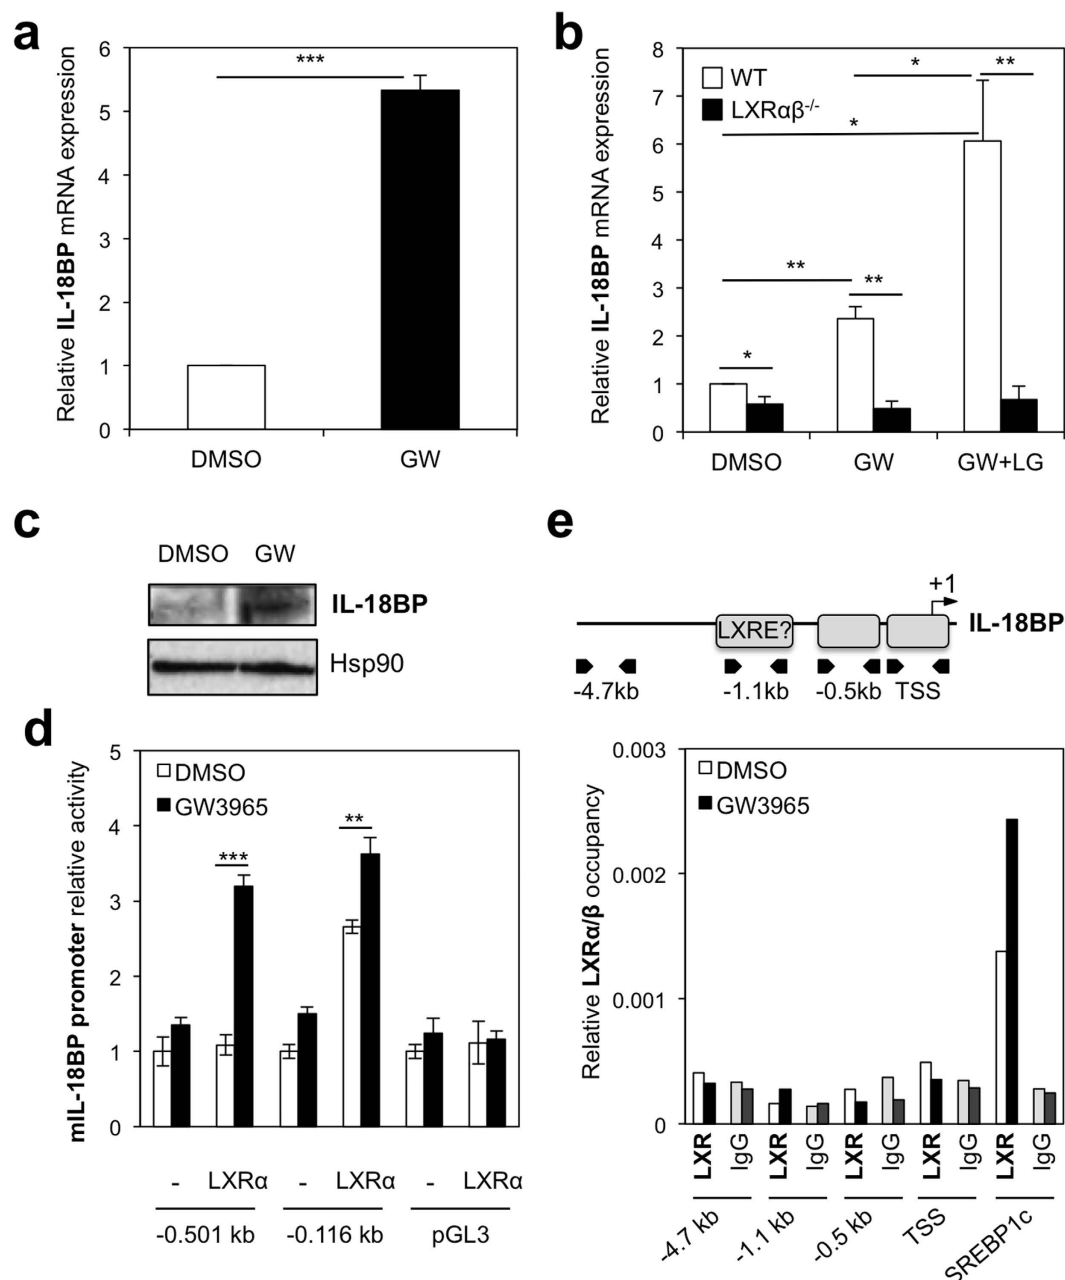 a
Relative IL-18BP mRNA expression
6
5
4
3
2
1
0
***
DMSO
GW
b
Relative IL-18BP mRNA expression
8
7
6
5
4
3
2
1
0
WT
LXRαβ-/-
*
**
*
**
**
*
DMSO
GW
GW+LG
c
DMSO GW
IL-18BP
Hsp90
d
mIL-18BP promoter relative activity
5
4
3
2
1
0
DMSO
GW3965
***
**
- LXRα - LXRα - LXRα
-0.501 kb -0.116 kb pGL3
e
+1
LXRE?
IL-18BP
-4.7kb -1.1kb -0.5kb TSS
Relative LXRα/β occupancy
0.003
0.002
0.001
0
DMSO
GW3965
LXR IgG LXR IgG LXR IgG LXR IgG LXR IgG
-4.7 kb -1.1 kb -0.5 kb TSS SREBP1c